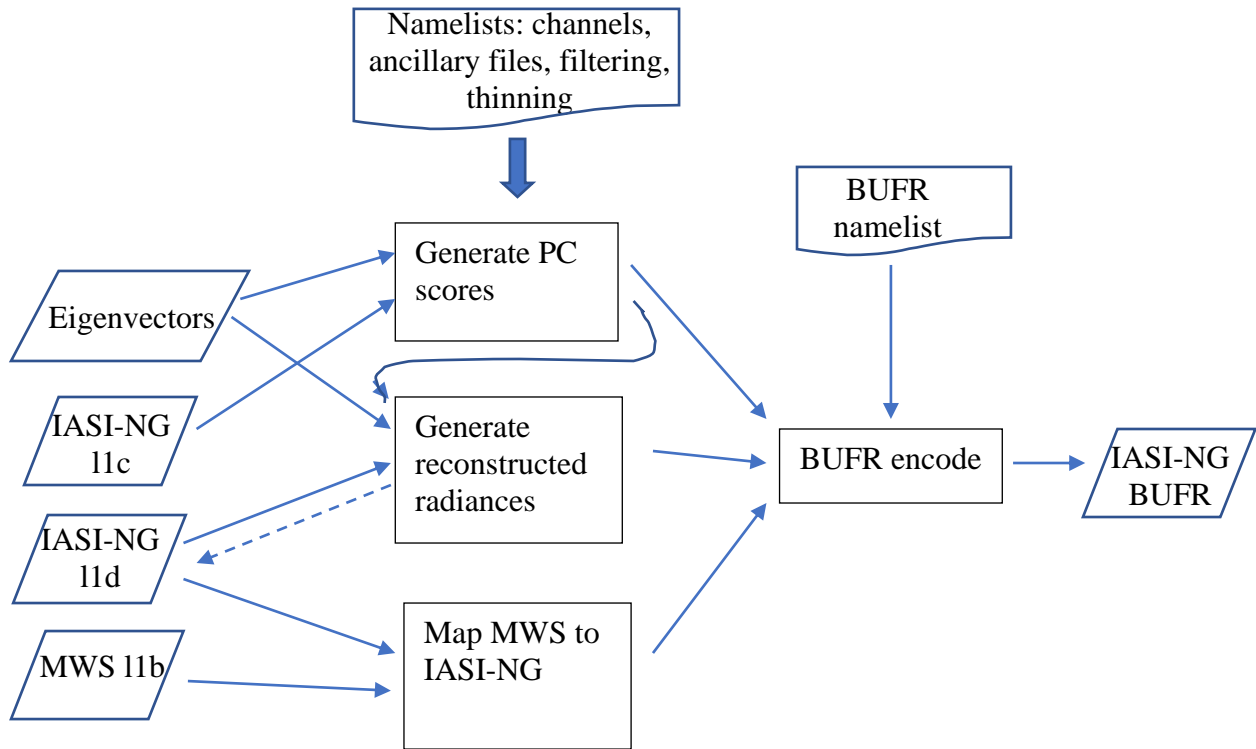 Namelists: channels,
ancillary files, filtering,
thinning
BUFR
namelist
Generate PC
scores
Eigenvectors
IASI-NG
l1c
Generate
reconstructed
radiances
BUFR encode
IASI-NG
BUFR
IASI-NG
l1d
Map MWS to
IASI-NG
MWS l1b